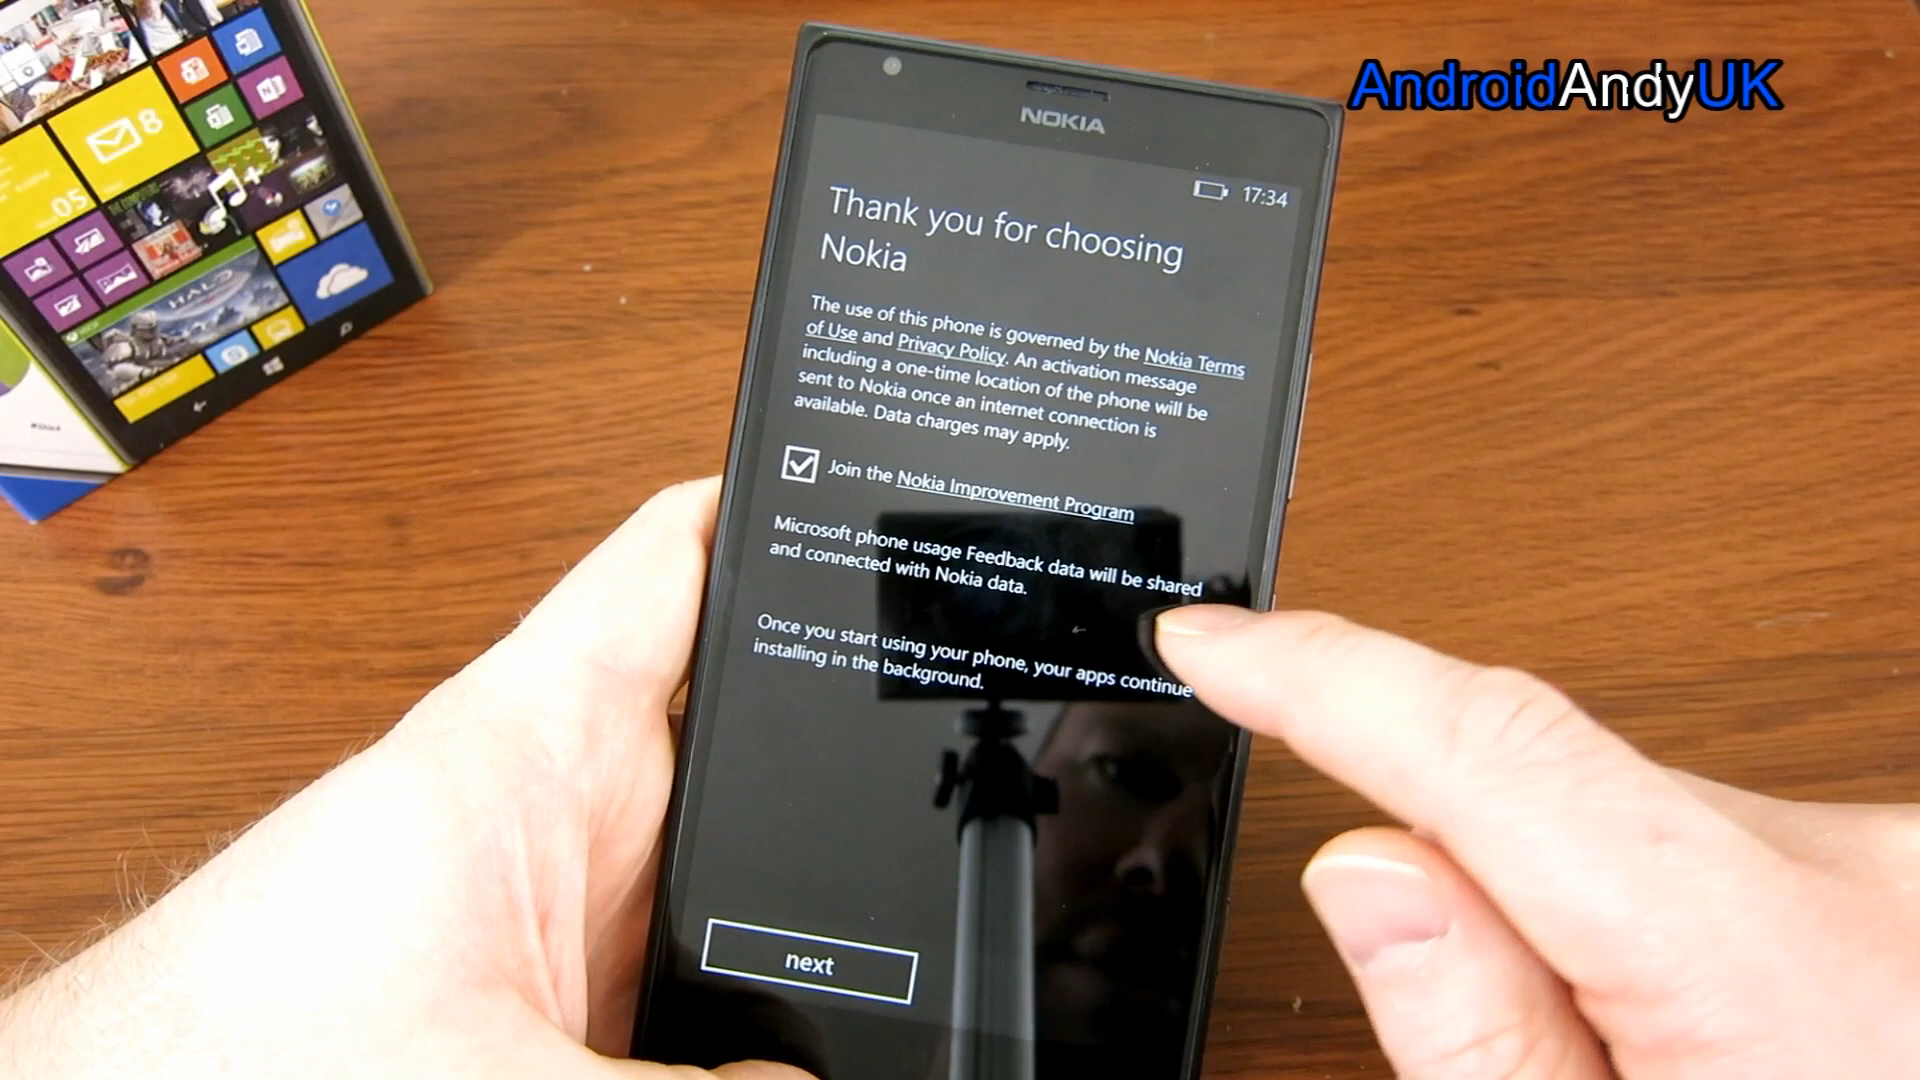 AndroidAndyUK
NOKIA
17:34
Thank you for choosing
Nokia
The use of this phone is governed by the Nokia Terms
of Use and Privacy Policy. An activation message
including a one-time location of the phone will be
sent to Nokia once an internet connection is
available. Data charges may apply.
Join the Nokia Improvement Program
Microsoft phone usage Feedback data will be shared
and connected with Nokia data.
Once you start using your phone, your apps continue
installing in the background.
next
8
05
HALO